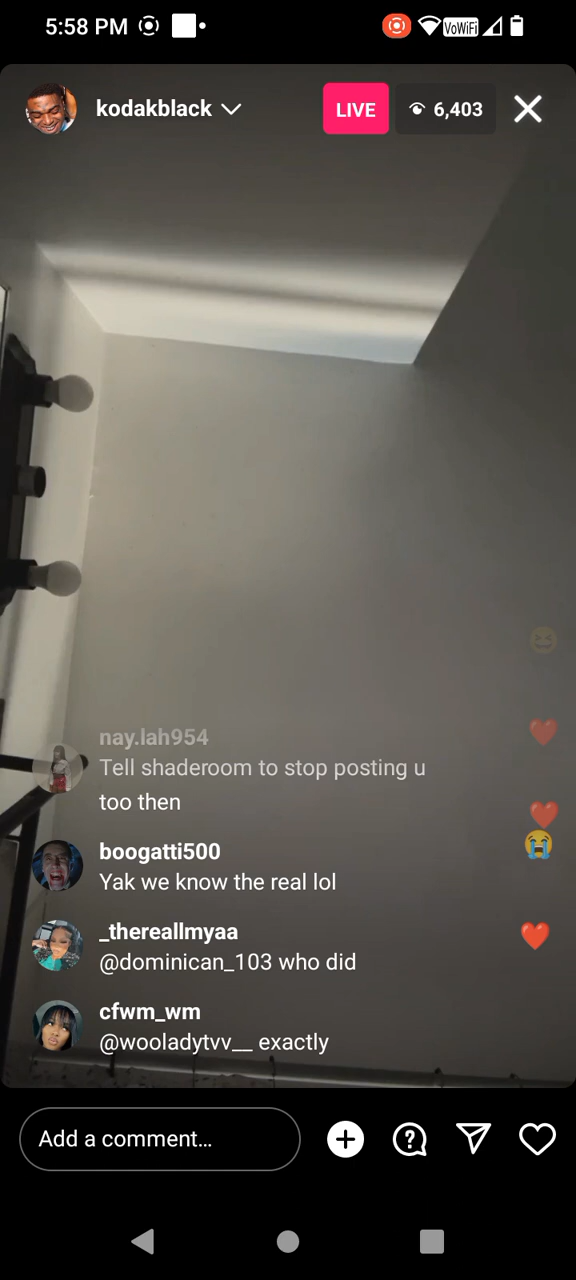 5:58 PM
VoWiFi
kodakblack
LIVE
6,403
nay.lah954
Tell shaderoom to stop posting u
too then
boogatti500
Yak we know the real lol
_thereallmyaa
@dominican_103 who did
cfwm_wm
@wooladytvv__ exactly
Add a comment...